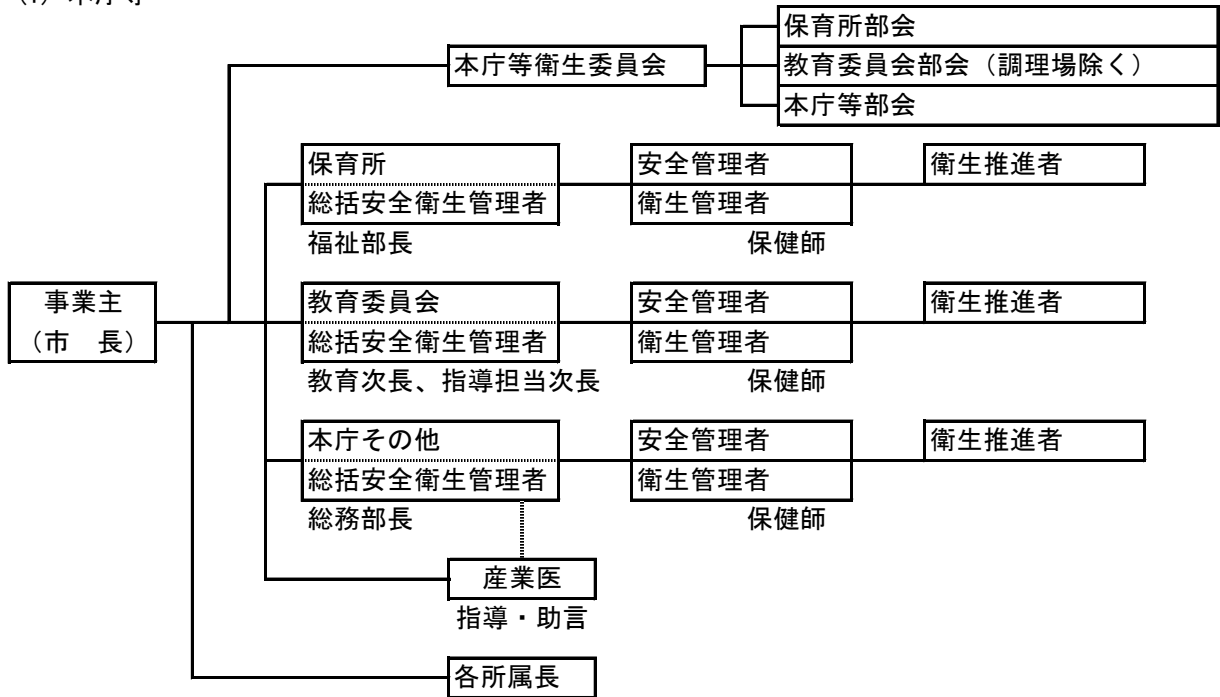 保育所部会
本庁等衛生委員会
教育委員会部会（調理場除く）
本庁等部会
保育所
安全管理者
衛生推進者
総括安全衛生管理者
衛生管理者
福祉部長
保健師
事業主
（市　長）
教育委員会
安全管理者
衛生推進者
総括安全衛生管理者
衛生管理者
教育次長、指導担当次長
保健師
本庁その他
安全管理者
衛生推進者
総括安全衛生管理者
衛生管理者
総務部長
保健師
産業医
指導・助言
各所属長